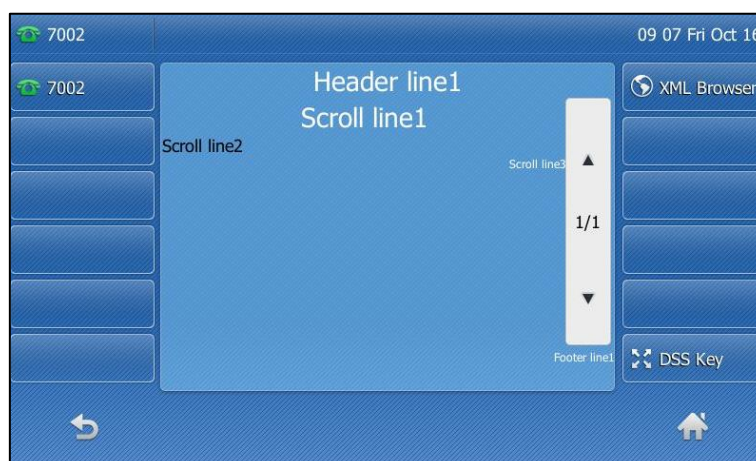 7002
09 07 Fri Oct 16
7002
Header line1
XML Browser
Scroll line1
Scroll line2
Scroll line3
1/1
Footer line1
DSS Key